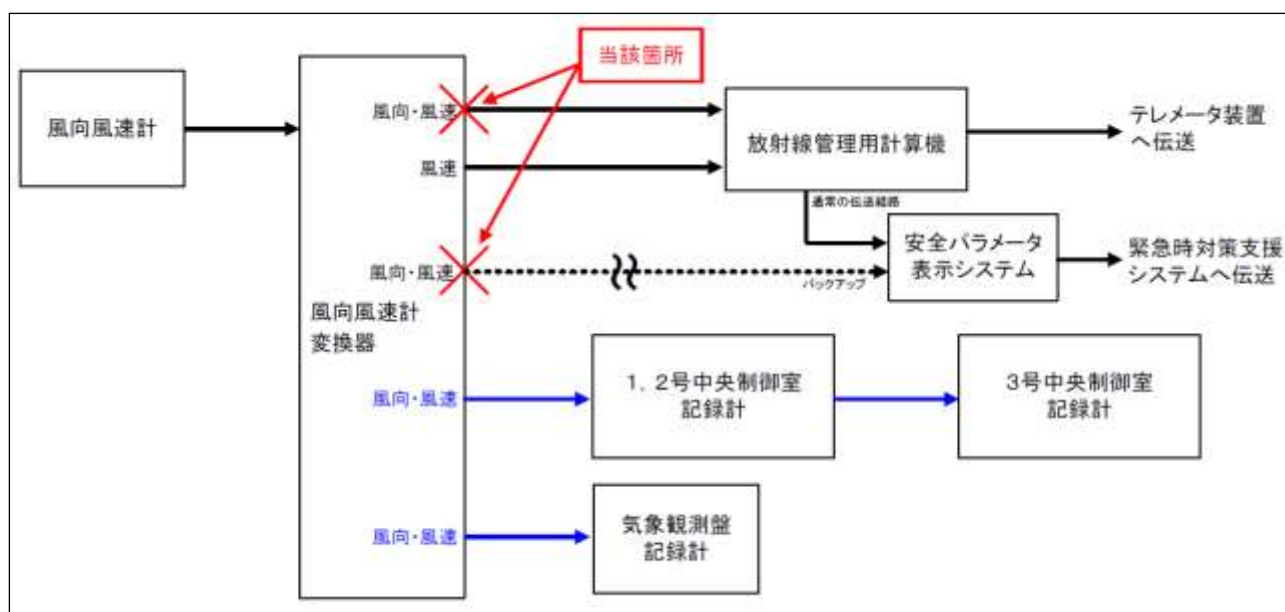 当該箇所
風向風速計
風向・風速
風速
風向・風速
風向風速計
変換器
風向・風速
風向・風速
放射線管理用計算機
テレメータ装置
へ伝送
通常の伝送経路
安全パラメータ
表示システム
バックアップ
緊急時対策支援
システムへ伝送
1.2号中央制御室
記録計
3号中央制御室
記録計
気象観測盤
記録計